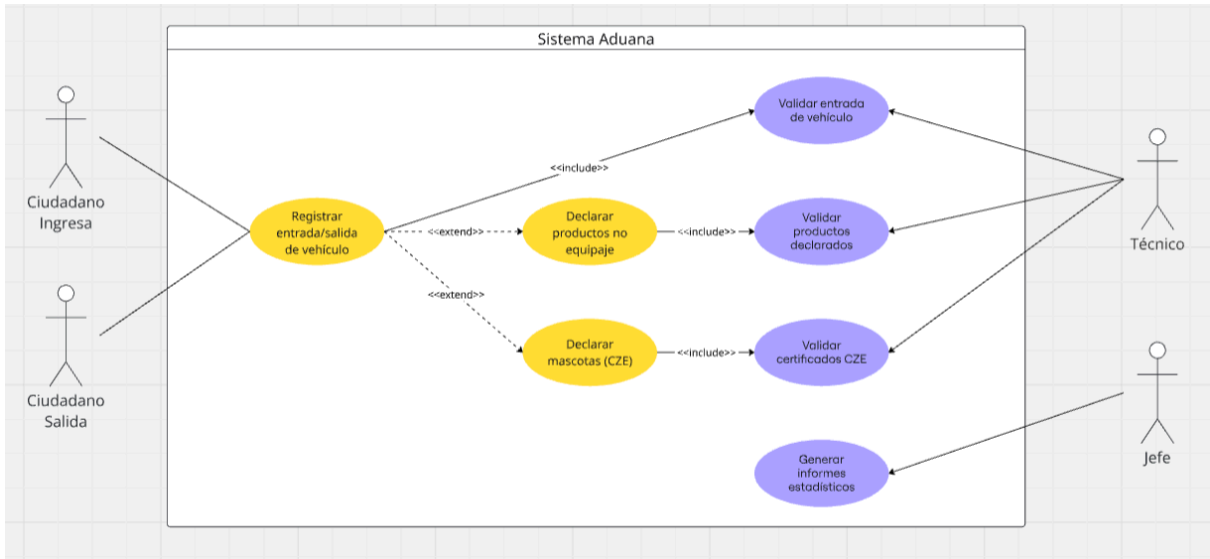 Sistema Aduana
Validar entrada
de vehículo
<<include>>
Ciudadano
Ingresa
Registrar
entrada/salida
de vehículo
<<extend>>
Declarar
productos no
equipaje
<<include>>
Validar
productos
declarados
Técnico
<<extend>>
Ciudadano
Salida
Declarar
mascotas (CZE)
<<include>>
Validar
certificados CZE
Generar
informes
estadísticos
Jefe